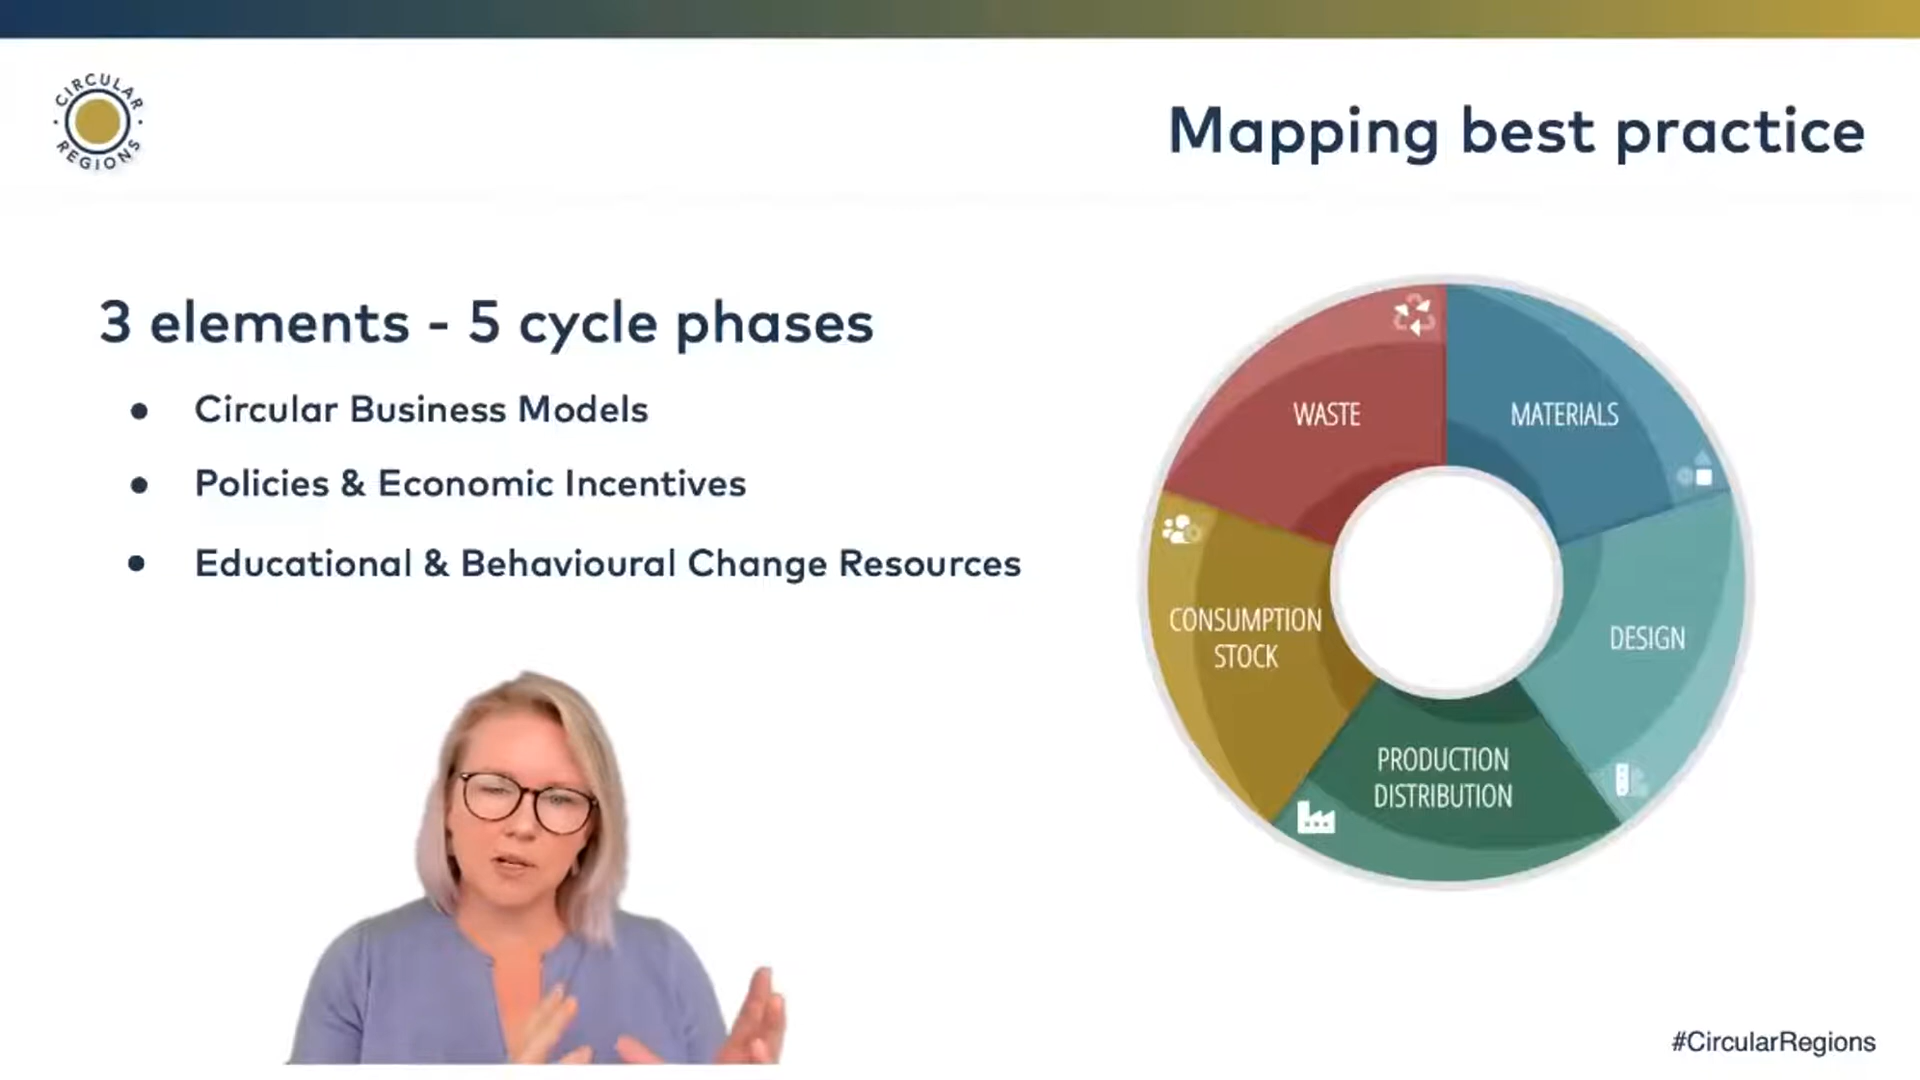 CIRCULAR
REGIONS
Mapping best practice
3 elements - 5 cycle phases
● Circular Business Models
● Policies & Economic Incentives
● Educational & Behavioural Change Resources
WASTE
MATERIALS
CONSUMPTION
STOCK
DESIGN
PRODUCTION
DISTRIBUTION
#CircularRegions